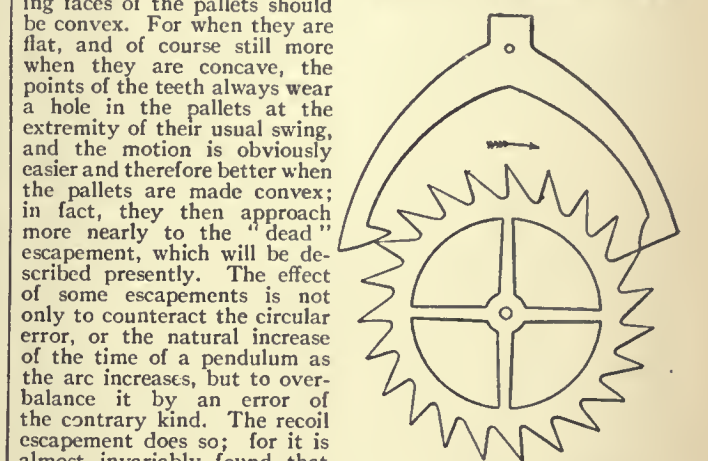 ing faces of the pallets should
be convex. For when they are
flat, and of course still more
when they are concave, the
points of the teeth always wear
a hole in the pallets at the
extremity of their usual swing,
and the motion is obviously
easier and therefore better when
the pallets are made convex;
in fact, they then approach
more nearly to the “dead”
escapement, which will be de-
scribed presently. The effect
of some escapements is not
only to counteract the circular
error, or the natural increase
of the time of a pendulum as
the arc increases, but to over-
balance it by an error of
the contrary kind. The recoil
escapement does so; for it is
almost invariably found that